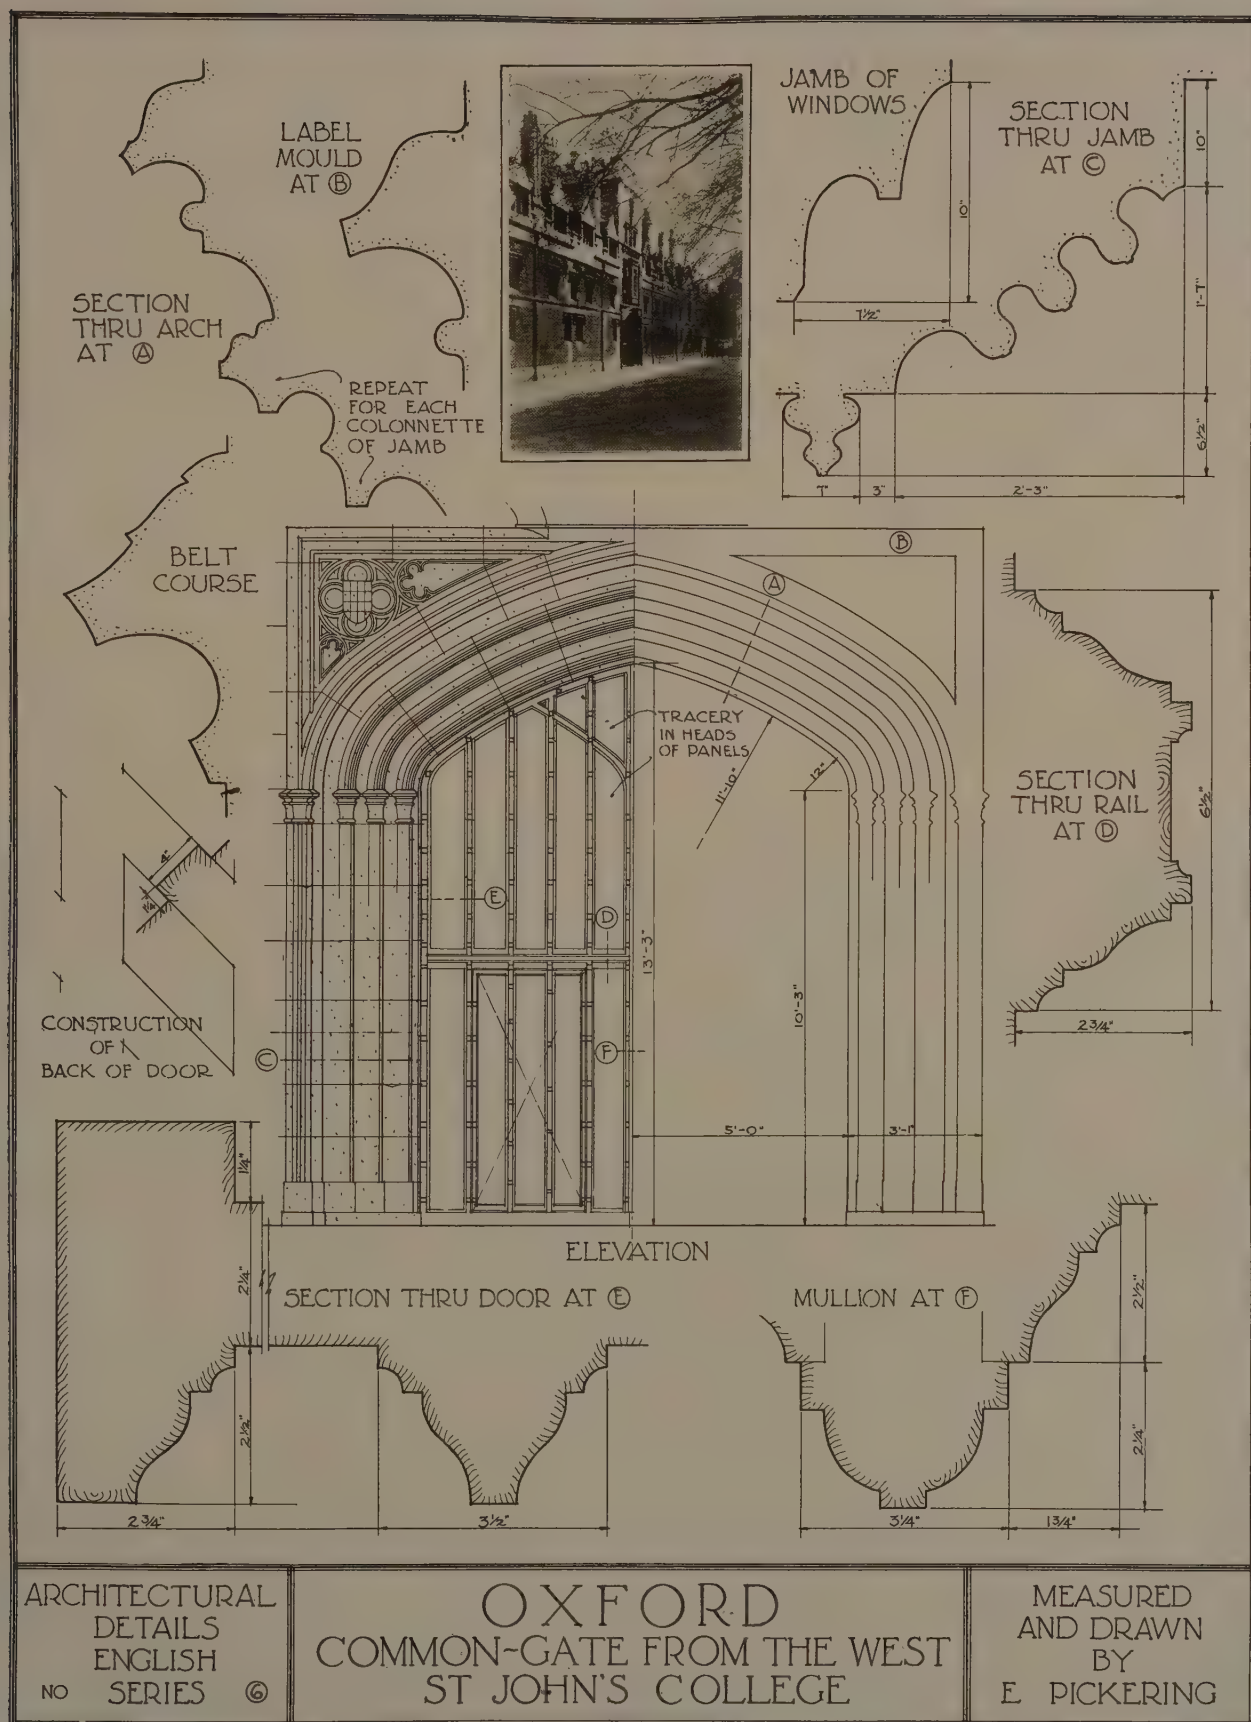 LABEL
MOULD
AT Ⓑ
JAMB OF
WINDOWS
SECTION
THRU JAMB
AT Ⓒ
10"
10"
1'-7"
7½"
6½"
7"
3"
2'-3"
SECTION
THRU ARCH
AT Ⓐ
REPEAT
FOR EACH
COLONNETTE
OF JAMB
BELT
COURSE
Ⓑ
Ⓐ
TRACERY
IN HEADS
OF PANELS
11'-10"
12"
SECTION
THRU RAIL
AT Ⓓ
6½"
2¾"
4"
1¼"
CONSTRUCTION
OF
BACK OF DOOR
Ⓔ
Ⓓ
Ⓒ
Ⓕ
13'-3"
10'-3"
5'-0"
3'-1"
ELEVATION
1¼"
2¼"
2½"
SECTION THRU DOOR AT Ⓔ
MULLION AT Ⓕ
2½"
2¼"
2¾"
3½"
3¼"
1¾"
ARCHITECTURAL
DETAILS
ENGLISH
NO SERIES ⑥
OXFORD
COMMON-GATE FROM THE WEST
ST JOHN'S COLLEGE
MEASURED
AND DRAWN
BY
E PICKERING